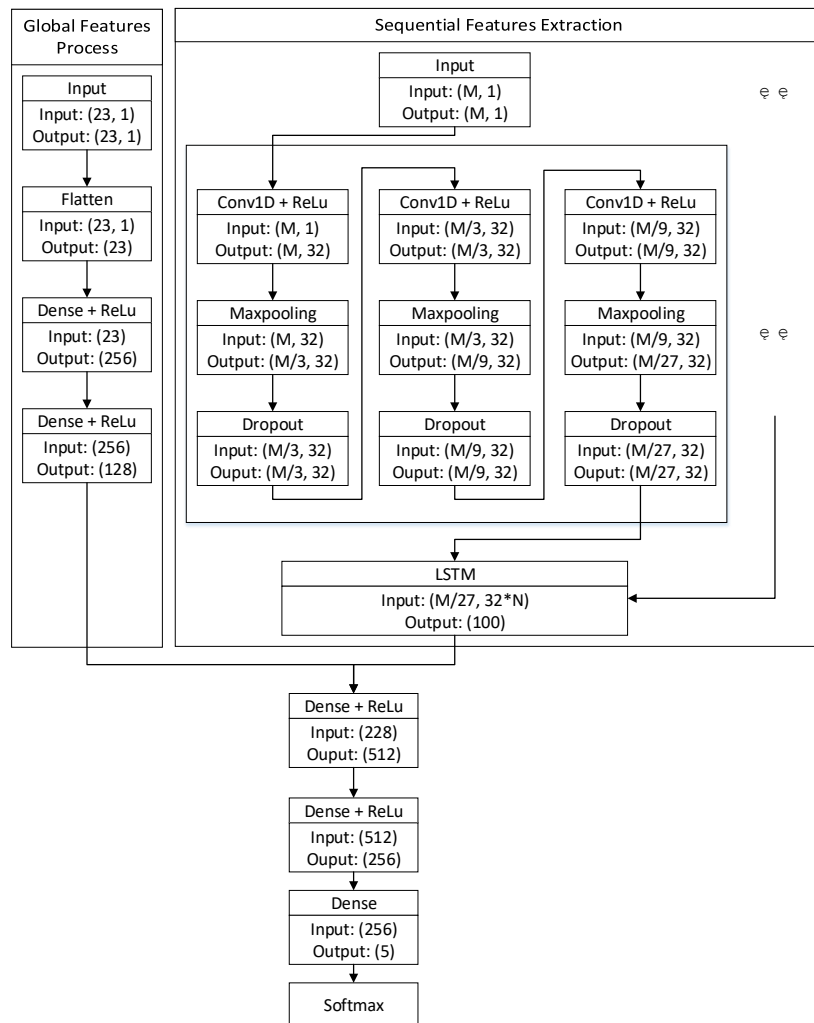 Global Features
Process
Input
Input: (23, 1)
Output: (23, 1)
Flatten
Input: (23, 1)
Output: (23)
Dense + ReLu
Input: (23)
Output: (256)
Dense + ReLu
Input: (256)
Output: (128)
Sequential Features Extraction
Input
Input: (M, 1)
Output: (M, 1)
Conv1D + ReLu
Input: (M, 1)
Output: (M, 32)
Maxpooling
Input: (M, 32)
Output: (M/3, 32)
Dropout
Input: (M/3, 32)
Ouput: (M/3, 32)
Conv1D + ReLu
Input: (M/3, 32)
Output: (M/3, 32)
Maxpooling
Input: (M/3, 32)
Output: (M/9, 32)
Dropout
Input: (M/9, 32)
Ouput: (M/9, 32)
Conv1D + ReLu
Input: (M/9, 32)
Output: (M/9, 32)
Maxpooling
Input: (M/9, 32)
Output: (M/27, 32)
Dropout
Input: (M/27, 32)
Ouput: (M/27, 32)
LSTM
Input: (M/27, 32*N)
Output: (100)
Dense + ReLu
Input: (228)
Ouput: (512)
Dense + ReLu
Input: (512)
Ouput: (256)
Dense
Input: (256)
Output: (5)
Softmax